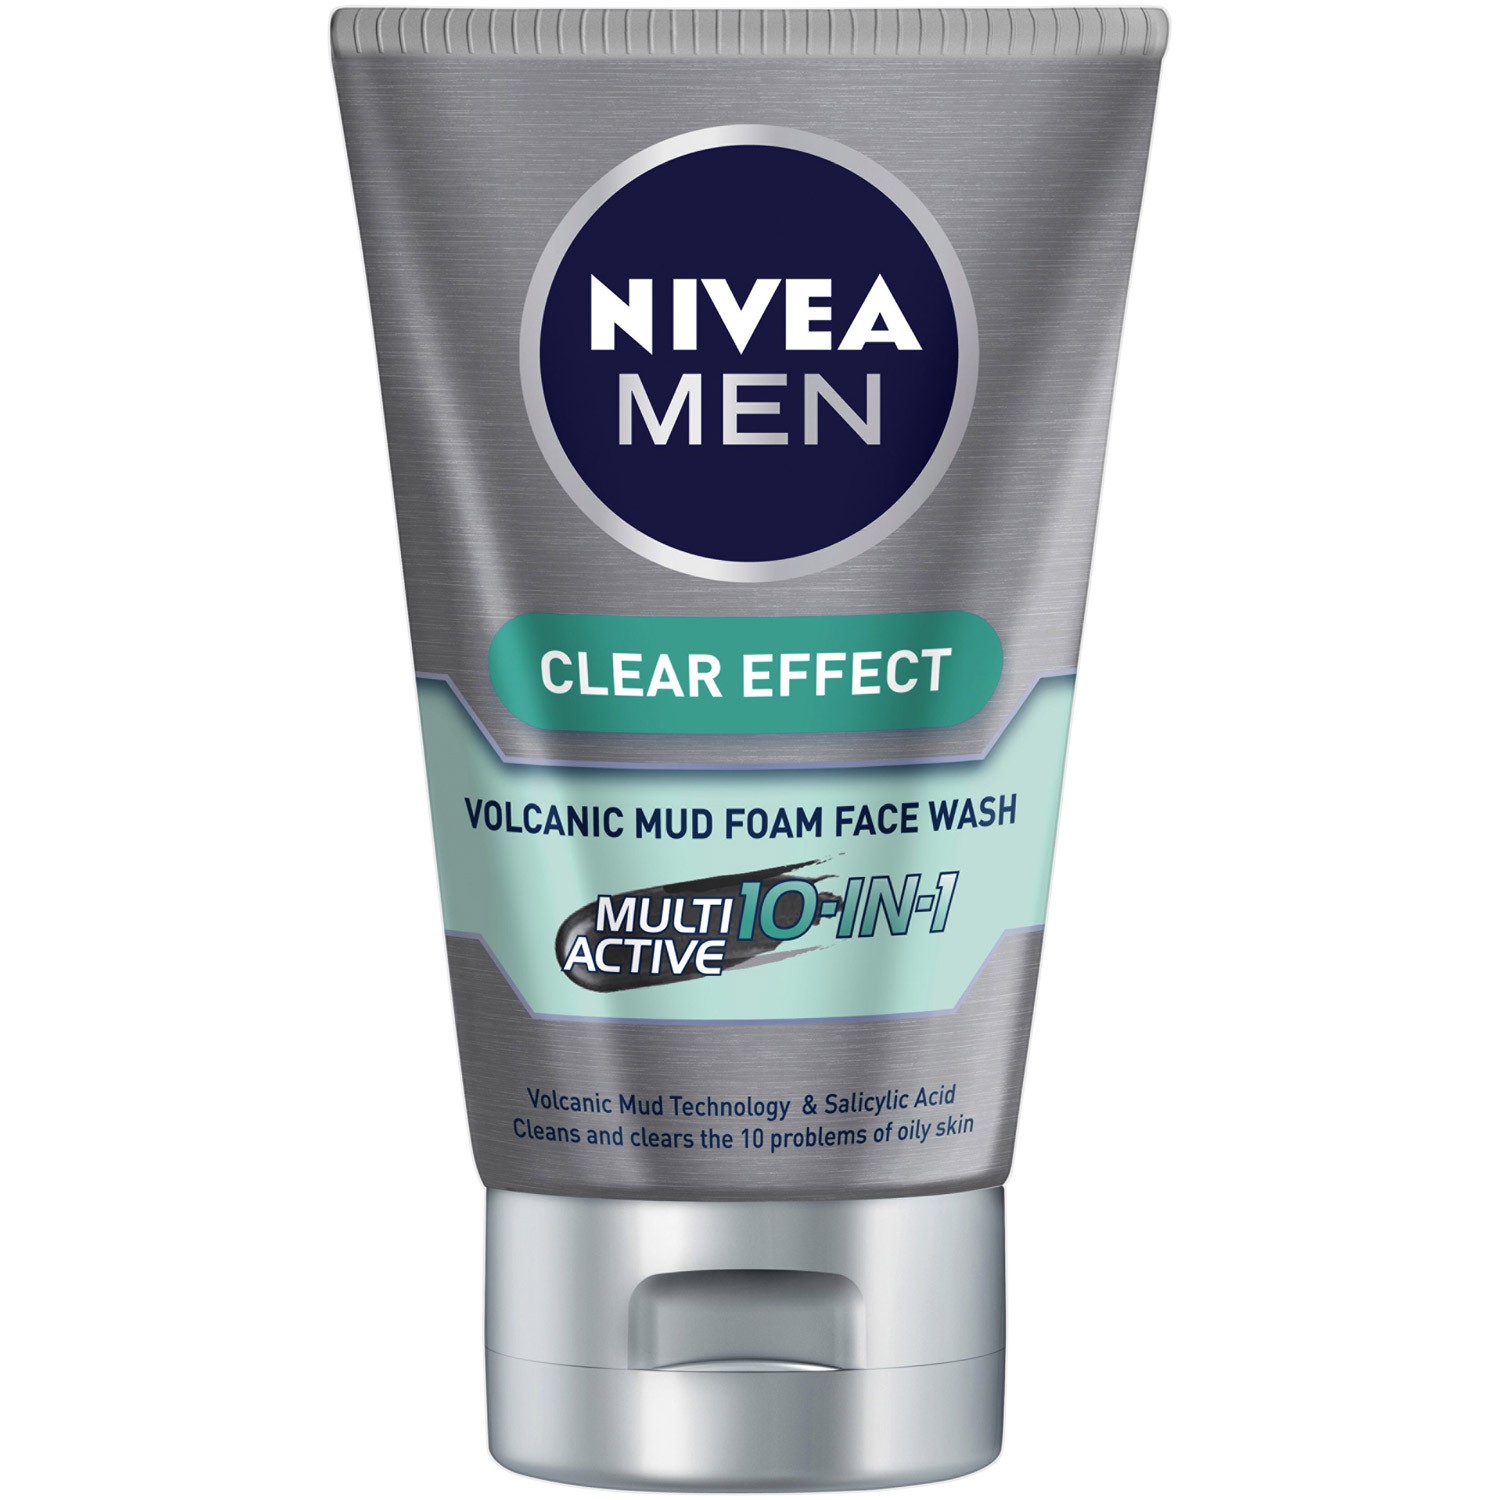 NIVEA
MEN
CLEAR EFFECT
VOLCANIC MUD FOAM FACE WASH
MULTI 10-IN-1
ACTIVE
Volcanic Mud Technology & Salicylic Acid
Cleans and clears the 10 problems of oily skin